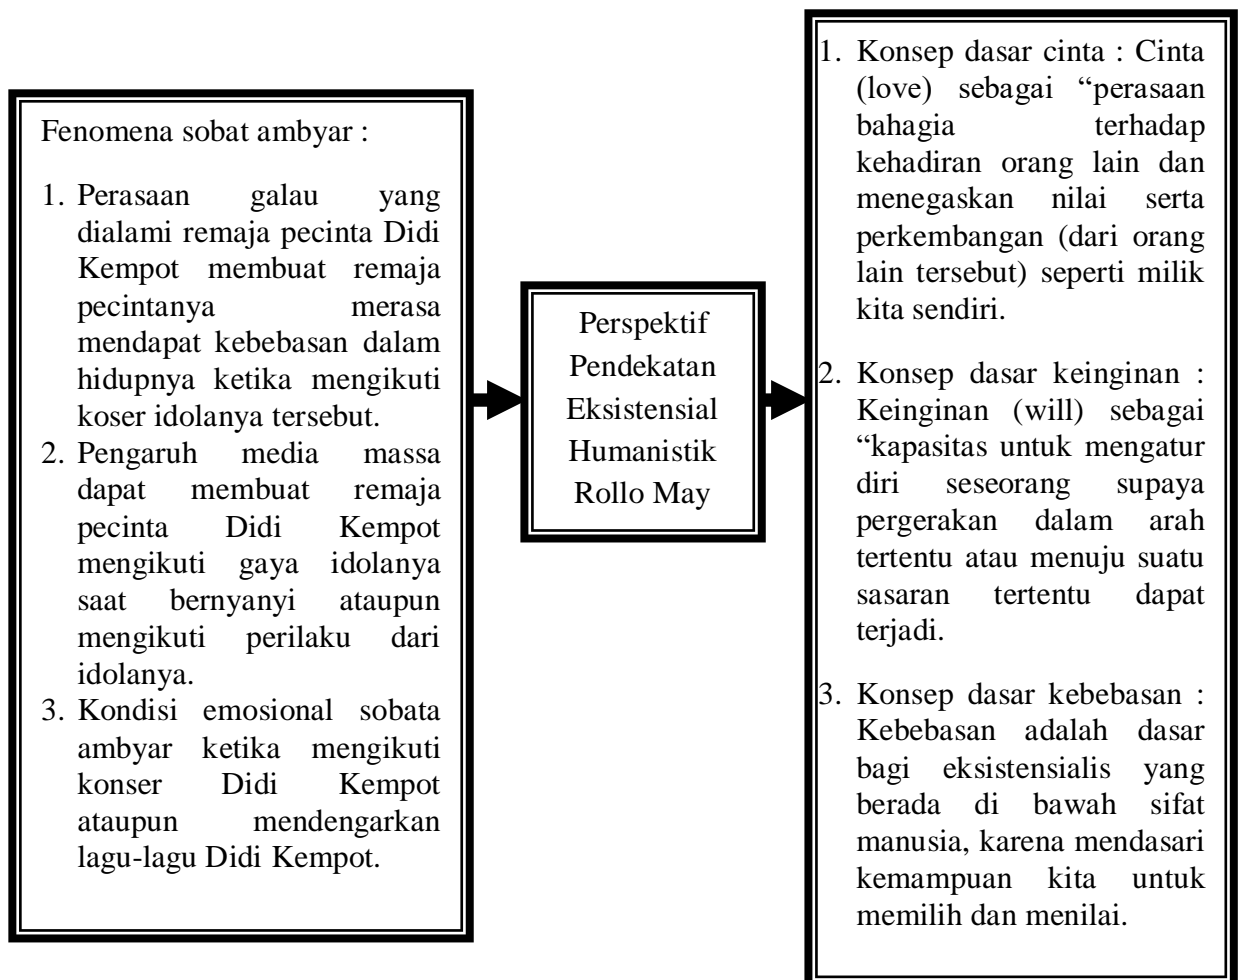 Fenomena sobat ambyar :
1. Perasaan galau yang
dialami remaja pecinta Didi
Kempot membuat remaja
pecintanya merasa
mendapat kebebasan dalam
hidupnya ketika mengikuti
koser idolanya tersebut.
2. Pengaruh media massa
dapat membuat remaja
pecinta Didi Kempot
mengikuti gaya idolanya
saat bernyanyi ataupun
mengikuti perilaku dari
idolanya.
3. Kondisi emosional sobata
ambyar ketika mengikuti
konser Didi Kempot
ataupun mendengarkan
lagu-lagu Didi Kempot.
Perspektif
Pendekatan
Eksistensial
Humanistik
Rollo May
1. Konsep dasar cinta : Cinta
(love) sebagai “perasaan
bahagia terhadap
kehadiran orang lain dan
menegaskan nilai serta
perkembangan (dari orang
lain tersebut) seperti milik
kita sendiri.
2. Konsep dasar keinginan :
Keinginan (will) sebagai
“kapasitas untuk mengatur
diri seseorang supaya
pergerakan dalam arah
tertentu atau menuju suatu
sasaran tertentu dapat
terjadi.
3. Konsep dasar kebebasan :
Kebebasan adalah dasar
bagi eksistensialis yang
berada di bawah sifat
manusia, karena mendasari
kemampuan kita untuk
memilih dan menilai.